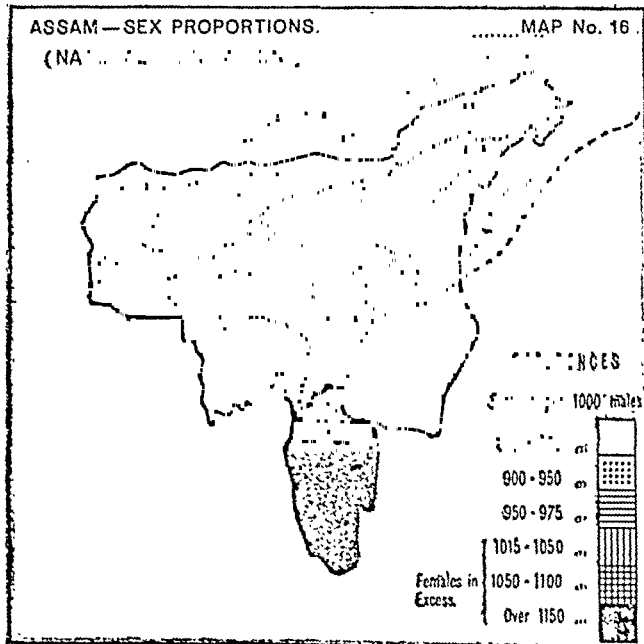 ASSAM—SEX PROPORTIONS.
MAP No. 16.
(NA
1000 males
900 - 950
950 - 975
1015 - 1050
Females in Excess.
1050 - 1100
Over 1150